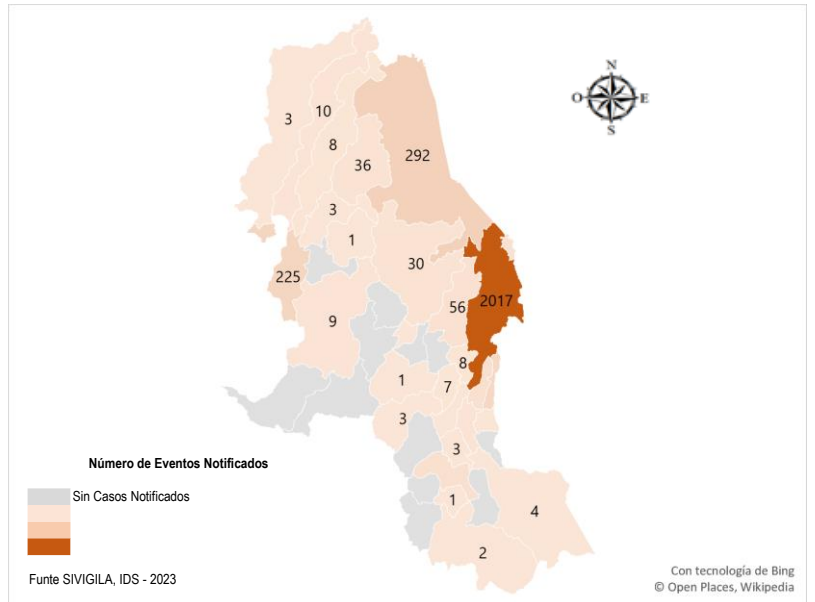 N
O E
S
3
10
8
36
292
3
1
225
30
9
56
2017
8
1
7
3
3
1
4
2
Número de Eventos Notificados
Sin Casos Notificados
Funte SIVIGILA, IDS - 2023
Con tecnología de Bing
© Open Places, Wikipedia